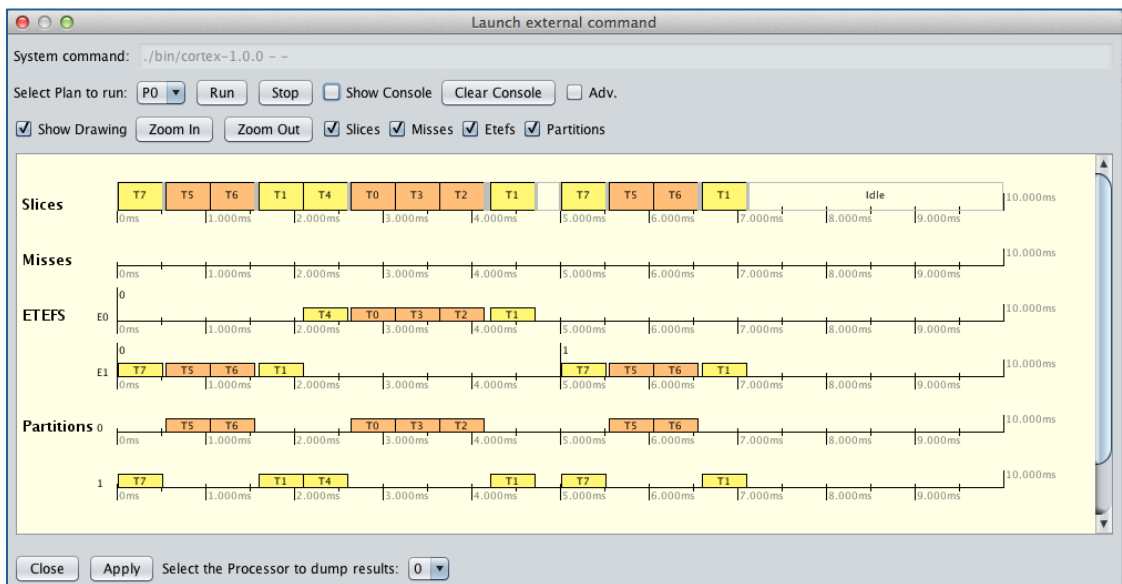 Launch external command
System command: ./bin/cortex-1.0.0 - -
Select Plan to run: P0 Run Stop Show Console Clear Console Adv.
Show Drawing Zoom In Zoom Out Slices Misses Etefs Partitions
Slices T7 T5 T6 T1 T4 T0 T3 T2 T1 T7 T5 T6 T1 Idle 10.000ms
0ms 1.000ms 2.000ms 3.000ms 4.000ms 5.000ms 6.000ms 7.000ms 8.000ms 9.000ms
Misses 10.000ms
0ms 1.000ms 2.000ms 3.000ms 4.000ms 5.000ms 6.000ms 7.000ms 8.000ms 9.000ms
0
ETEFS E0 T4 T0 T3 T2 T1 10.000ms
0ms 1.000ms 2.000ms 3.000ms 4.000ms 5.000ms 6.000ms 7.000ms 8.000ms 9.000ms
0 1
E1 T7 T5 T6 T1 T7 T5 T6 T1 10.000ms
0ms 1.000ms 2.000ms 3.000ms 4.000ms 5.000ms 6.000ms 7.000ms 8.000ms 9.000ms
Partitions 0 T5 T6 T0 T3 T2 T5 T6 10.000ms
0ms 1.000ms 2.000ms 3.000ms 4.000ms 5.000ms 6.000ms 7.000ms 8.000ms 9.000ms
1 T7 T1 T4 T1 T7 T1 10.000ms
0ms 1.000ms 2.000ms 3.000ms 4.000ms 5.000ms 6.000ms 7.000ms 8.000ms 9.000ms
Close Apply Select the Processor to dump results: 0